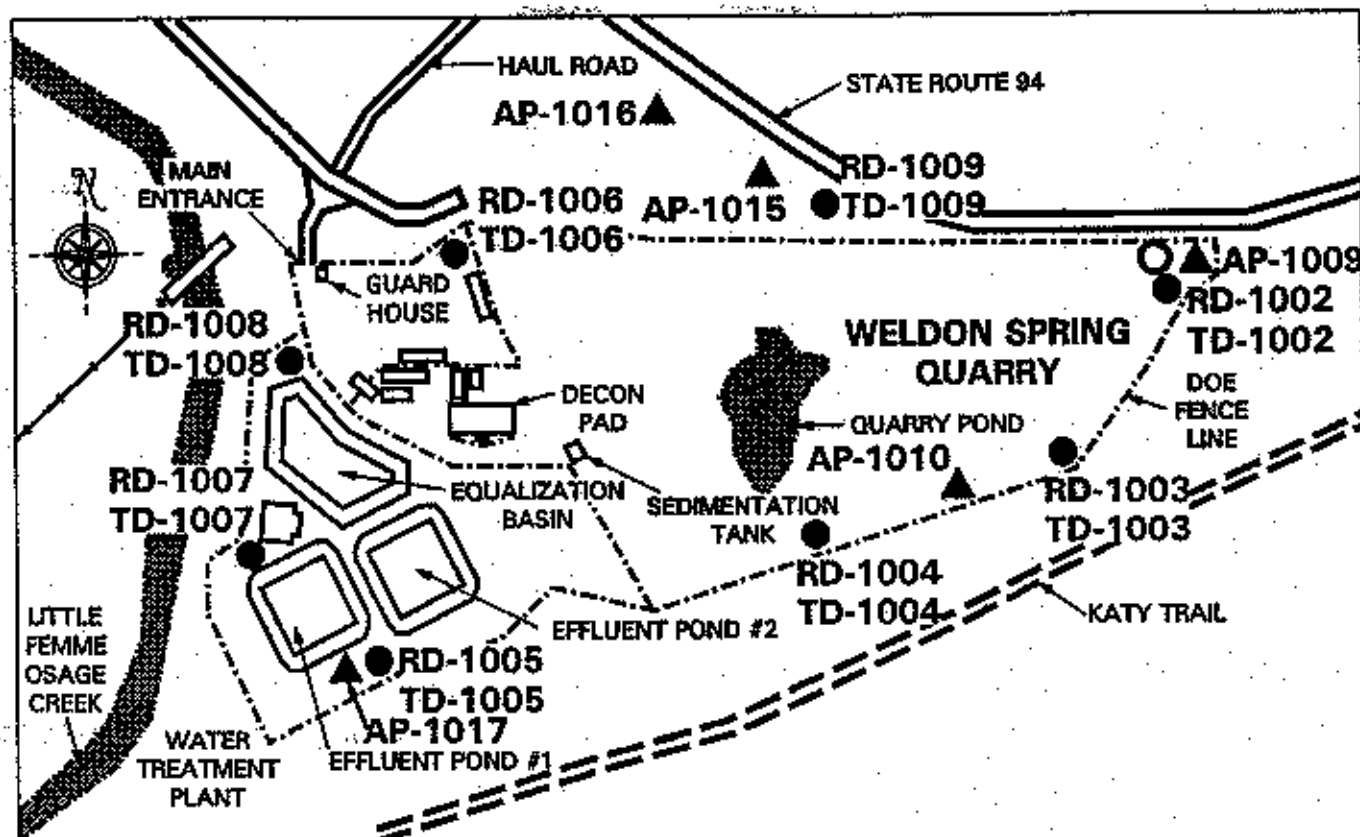 HAUL ROAD
STATE ROUTE 94
AP-1016
MAIN
ENTRANCE
N
RD-1009
TD-1009
AP-1015
RD-1006
TD-1006
GUARD
HOUSE
AP-1009
RD-1002
TD-1002
RD-1008
TD-1008
WELDON SPRING
QUARRY
DECON
PAD
QUARRY POND
DOE
FENCE
LINE
AP-1010
RD-1007
TD-1007
EQUALIZATION
BASIN
SEDIMENTATION
TANK
RD-1003
TD-1003
RD-1004
TD-1004
KATY TRAIL
LITTLE
FEMME
OSAGE
CREEK
EFFLUENT POND #2
RD-1005
TD-1005
AP-1017
WATER
TREATMENT
PLANT
EFFLUENT POND #1